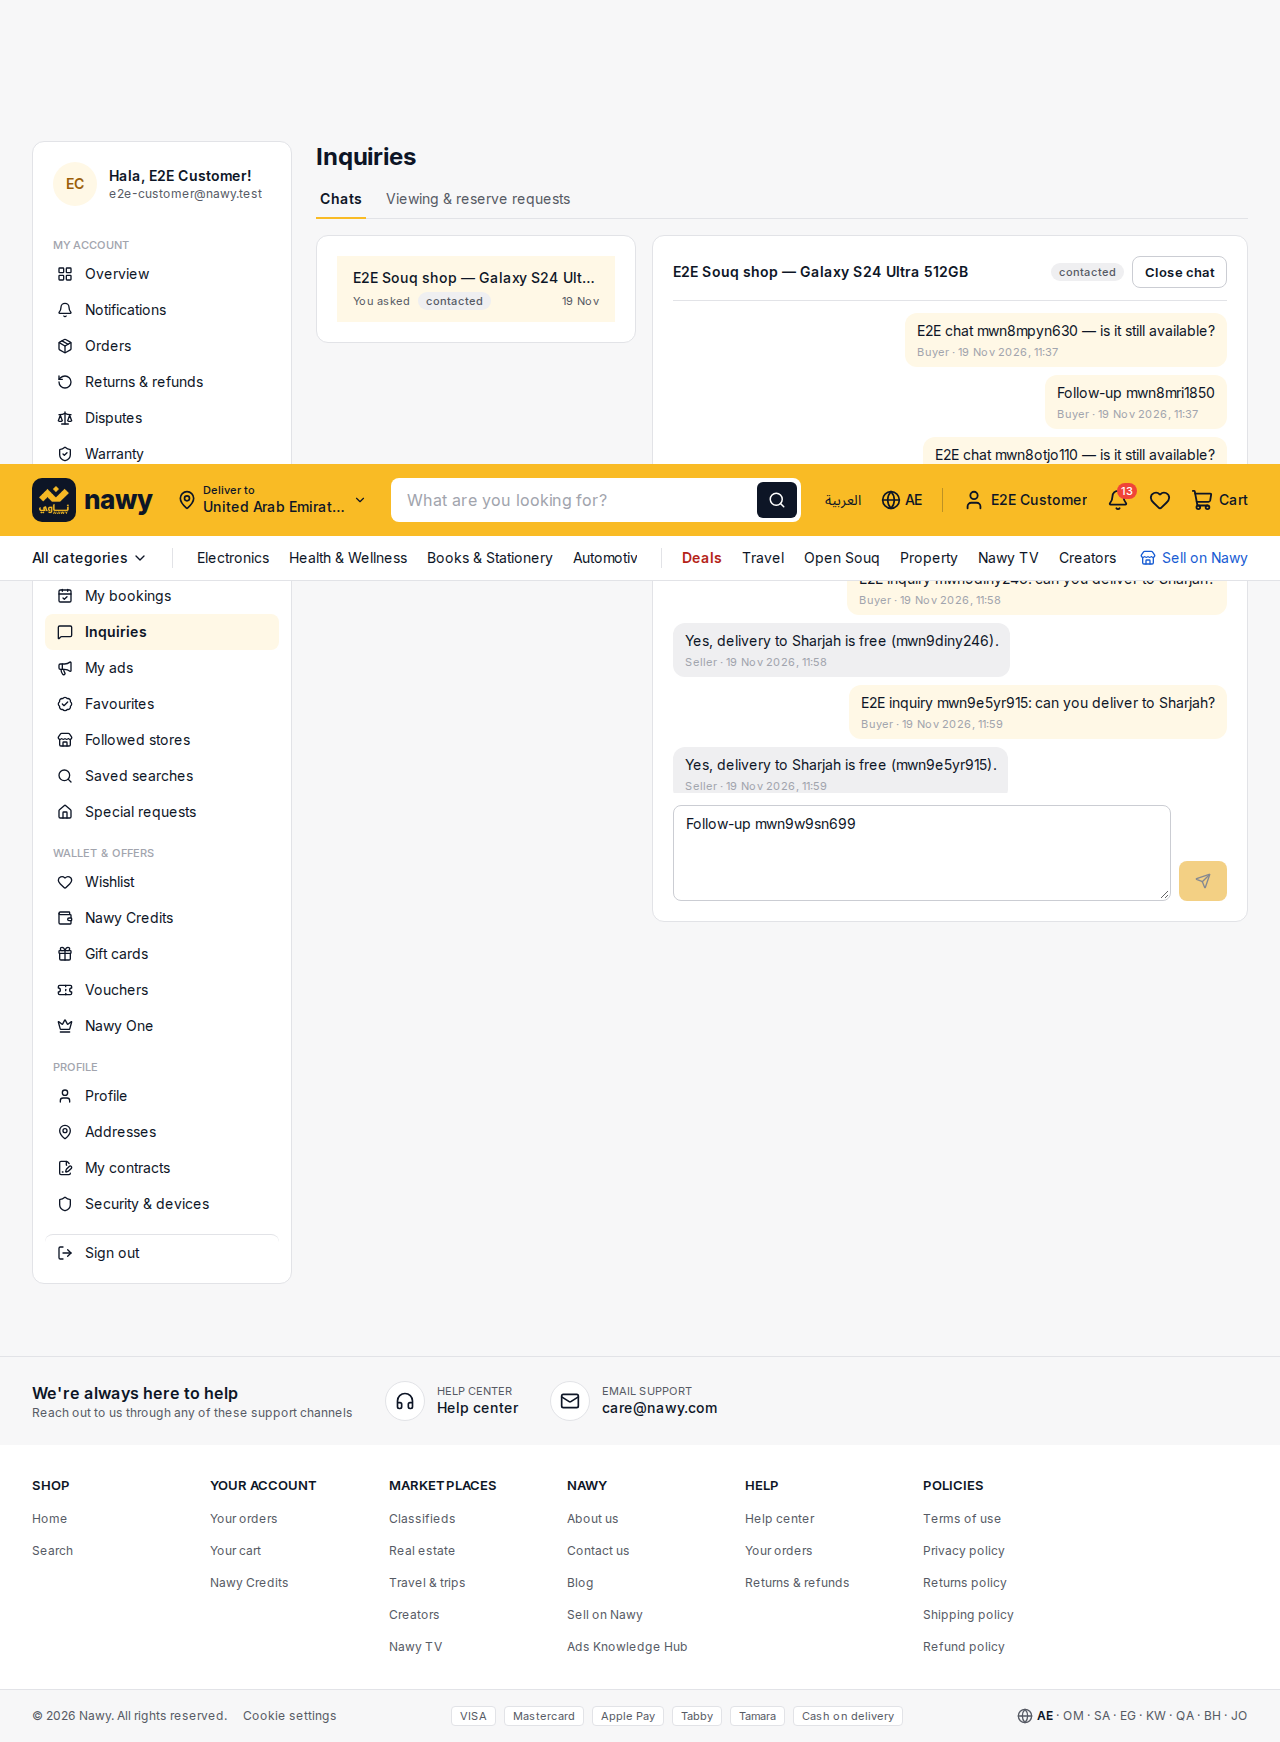 EC
Hala, E2E Customer!
e2e-customer@nawy.test
MY ACCOUNT
Overview
Notifications
Orders
Returns & refunds
Disputes
Warranty
Inquiries
Chats
Viewing & reserve requests
E2E Souq shop — Galaxy S24 Ult...
You asked contacted 19 Nov
E2E Souq shop — Galaxy S24 Ultra 512GB
contacted
Close chat
E2E chat mwn8mpyn630 — is it still available?
Buyer · 19 Nov 2026, 11:37
Follow-up mwn8mri1850
Buyer · 19 Nov 2026, 11:37
E2E chat mwn8otjo110 — is it still available?
ناوي
nawy
Deliver to
United Arab Emirat...
What are you looking for?
العربية
AE
E2E Customer
13
Cart
All categories
Electronics
Health & Wellness
Books & Stationery
Automotiv
Deals
Travel
Open Souq
Property
Nawy TV
Creators
Sell on Nawy
My bookings
Inquiries
My ads
Favourites
Followed stores
Saved searches
Special requests
WALLET & OFFERS
Wishlist
Nawy Credits
Gift cards
Vouchers
Nawy One
PROFILE
Profile
Addresses
My contracts
Security & devices
Sign out
E2E inquiry mwn9diny246: can you deliver to Sharjah?
Buyer · 19 Nov 2026, 11:58
Yes, delivery to Sharjah is free (mwn9diny246).
Seller · 19 Nov 2026, 11:58
E2E inquiry mwn9e5yr915: can you deliver to Sharjah?
Buyer · 19 Nov 2026, 11:59
Yes, delivery to Sharjah is free (mwn9e5yr915).
Seller · 19 Nov 2026, 11:59
Follow-up mwn9w9sn699
We're always here to help
Reach out to us through any of these support channels
HELP CENTER
Help center
EMAIL SUPPORT
care@nawy.com
SHOP
Home
Search
YOUR ACCOUNT
Your orders
Your cart
Nawy Credits
MARKETPLACES
Classifieds
Real estate
Travel & trips
Creators
Nawy TV
NAWY
About us
Contact us
Blog
Sell on Nawy
Ads Knowledge Hub
HELP
Help center
Your orders
Returns & refunds
POLICIES
Terms of use
Privacy policy
Returns policy
Shipping policy
Refund policy
© 2026 Nawy. All rights reserved.
Cookie settings
VISA
Mastercard
Apple Pay
Tabby
Tamara
Cash on delivery
AE · OM · SA · EG · KW · QA · BH · JO